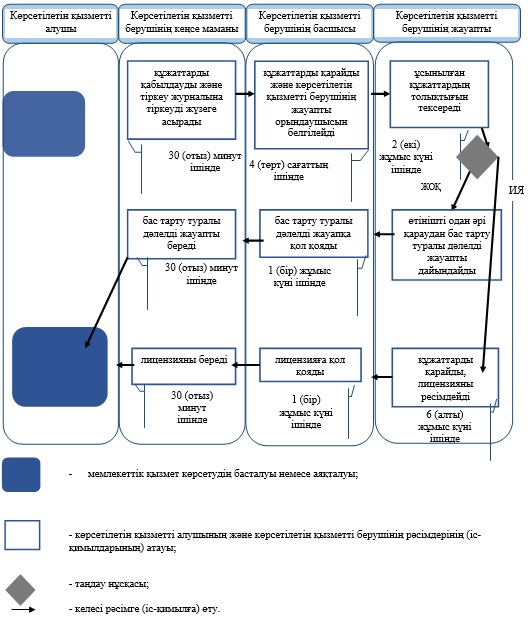 Көрсетілетін қызметті
алушы
Көрсетілетін қызметті
берушінің кеңсе маманы
Көрсетілетін қызметті
берушінің басшысы
Көрсетілетін қызметті
берушінің жауапты
құжаттарды
қабылдауды және
тіркеу журналына
тіркеуді жүзеге
асырады
30 (отыз) минут
ішінде
құжаттарды қарайды
және көрсетілетін
қызметті берушінің
жауапты
орындаушысын
белгілейді
4 (төрт) сағаттың
ішінде
ұсынылған
құжаттардың
толықтығын
тексереді
2 (екі)
жұмыс күні
ішінде
ЖОҚ
ИЯ
бас тарту туралы
дәлелді жауапты
береді
30 (отыз) минут
ішінде
бас тарту туралы
дәлелді жауапқа
қол қояды
1 (бір) жұмыс
күні ішінде
өтінішті одан әрі
қараудан бас тарту
туралы дәлелді
жауапты
дайындайды
лицензияны береді
30 (отыз)
минут
ішінде
лицензияға қол
қояды
1 (бір)
жұмыс күні
ішінде
құжаттарды
қарайды,
лицензияны
ресімдейді
6 (алты)
жұмыс күні
ішінде
- мемлекеттік қызмет көрсетудің басталуы немесе аяқталуы;
- көрсетілетін қызметті алушының және көрсетілетін қызметті берушінің рәсімдерінің (іс-
қимылдарының) атауы;
- таңдау нұсқасы;
- келесі рәсімге (іс-қимылға) өту.